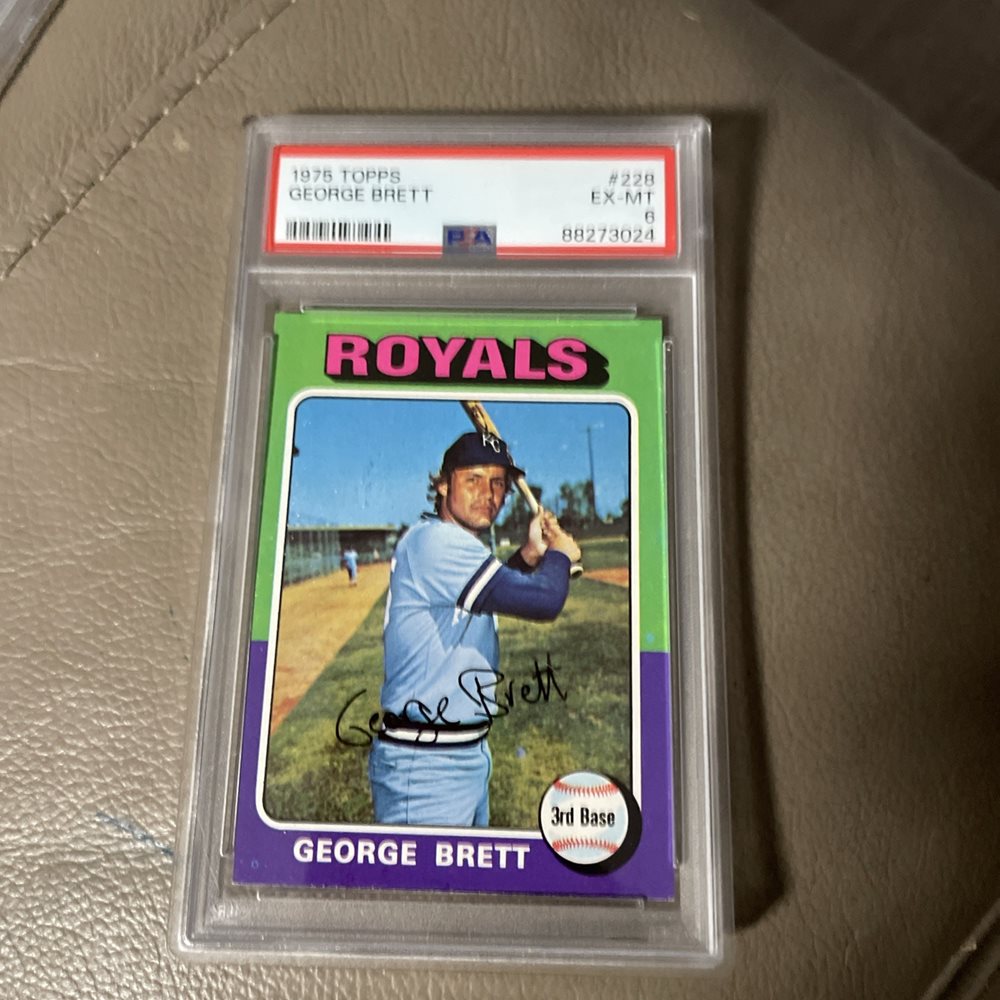 1975 TOPPS
#228
GEORGE BRETT
EX-MT
6
PSA
88273024
ROYALS
KC
George Brett
3rd Base
GEORGE BRETT